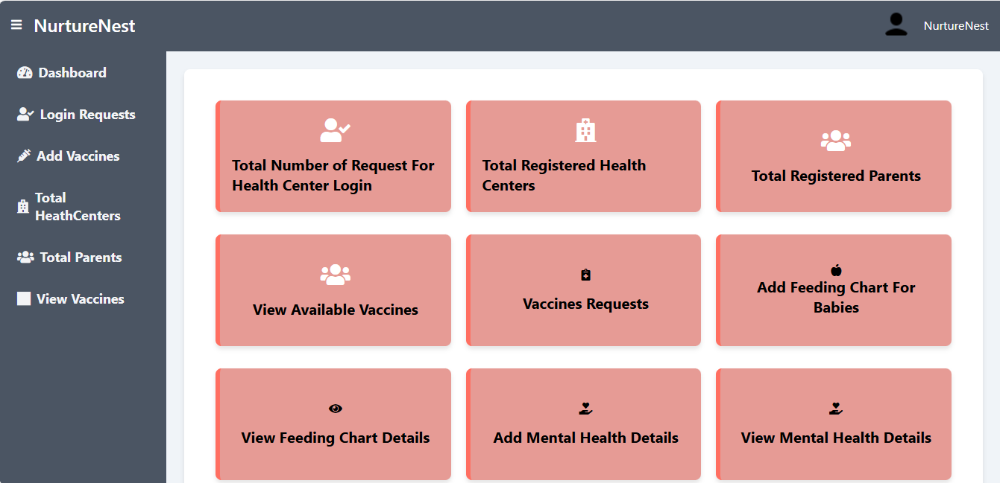 NurtureNest
NurtureNest
Dashboard
Login Requests
Add Vaccines
Total
HeathCenters
Total Parents
View Vaccines
Total Number of Request For
Health Center Login
Total Registered Health
Centers
Total Registered Parents
View Available Vaccines
Vaccines Requests
Add Feeding Chart For
Babies
View Feeding Chart Details
Add Mental Health Details
View Mental Health Details